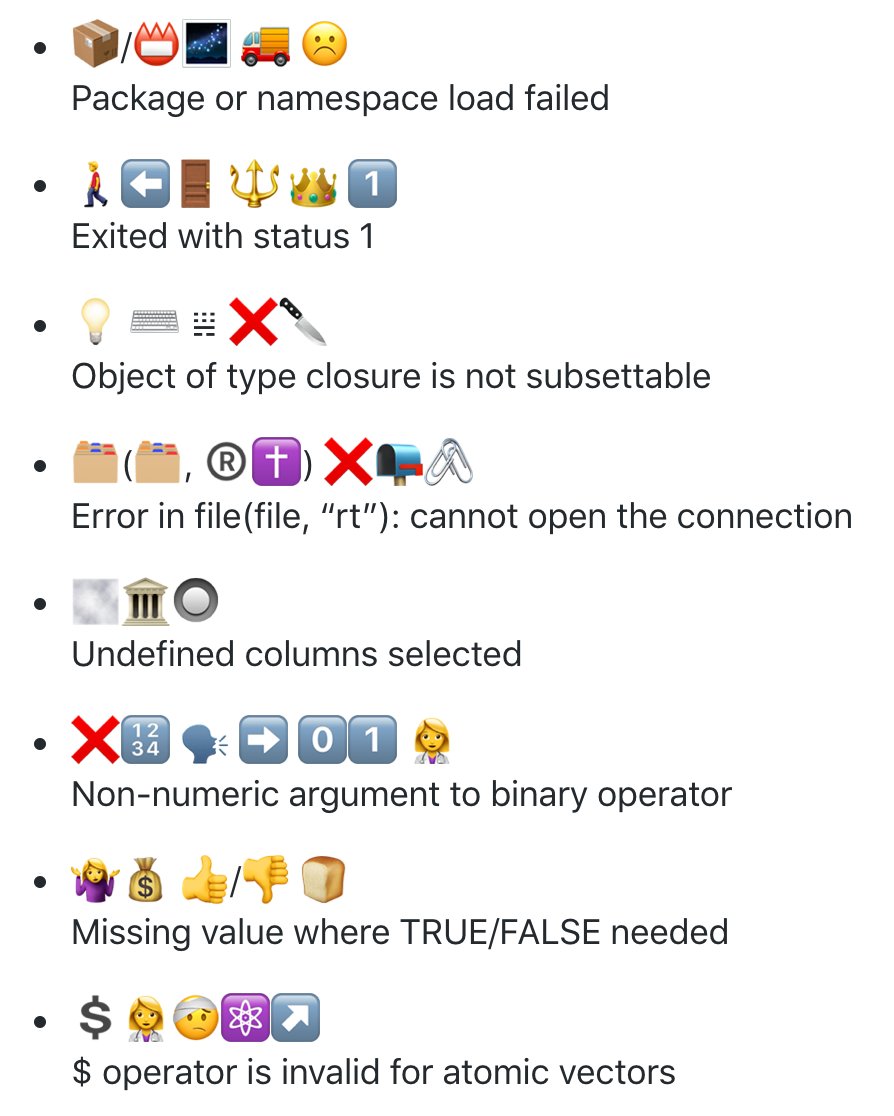 📦/📛🌌 🚚 ☹️
Package or namespace load failed
🚶⬅️🚪 🔱 👑 1️⃣
Exited with status 1
💡 ⌨️ 𝌤 ❌🔪
Object of type closure is not subsettable
🗂️(🗂️, ®️✝️) ❌📪🖇️
Error in file(file, “rt”): cannot open the connection
🌫️🏛️🔘
Undefined columns selected
❌🔢 🗣️ ➡️ 0️⃣1️⃣ 👩‍⚕️
Non-numeric argument to binary operator
🤷‍♀️💰 👍/👎 🍞
Missing value where TRUE/FALSE needed
💲 👩‍⚕️ 🤕⚛️↗️
$ operator is invalid for atomic vectors